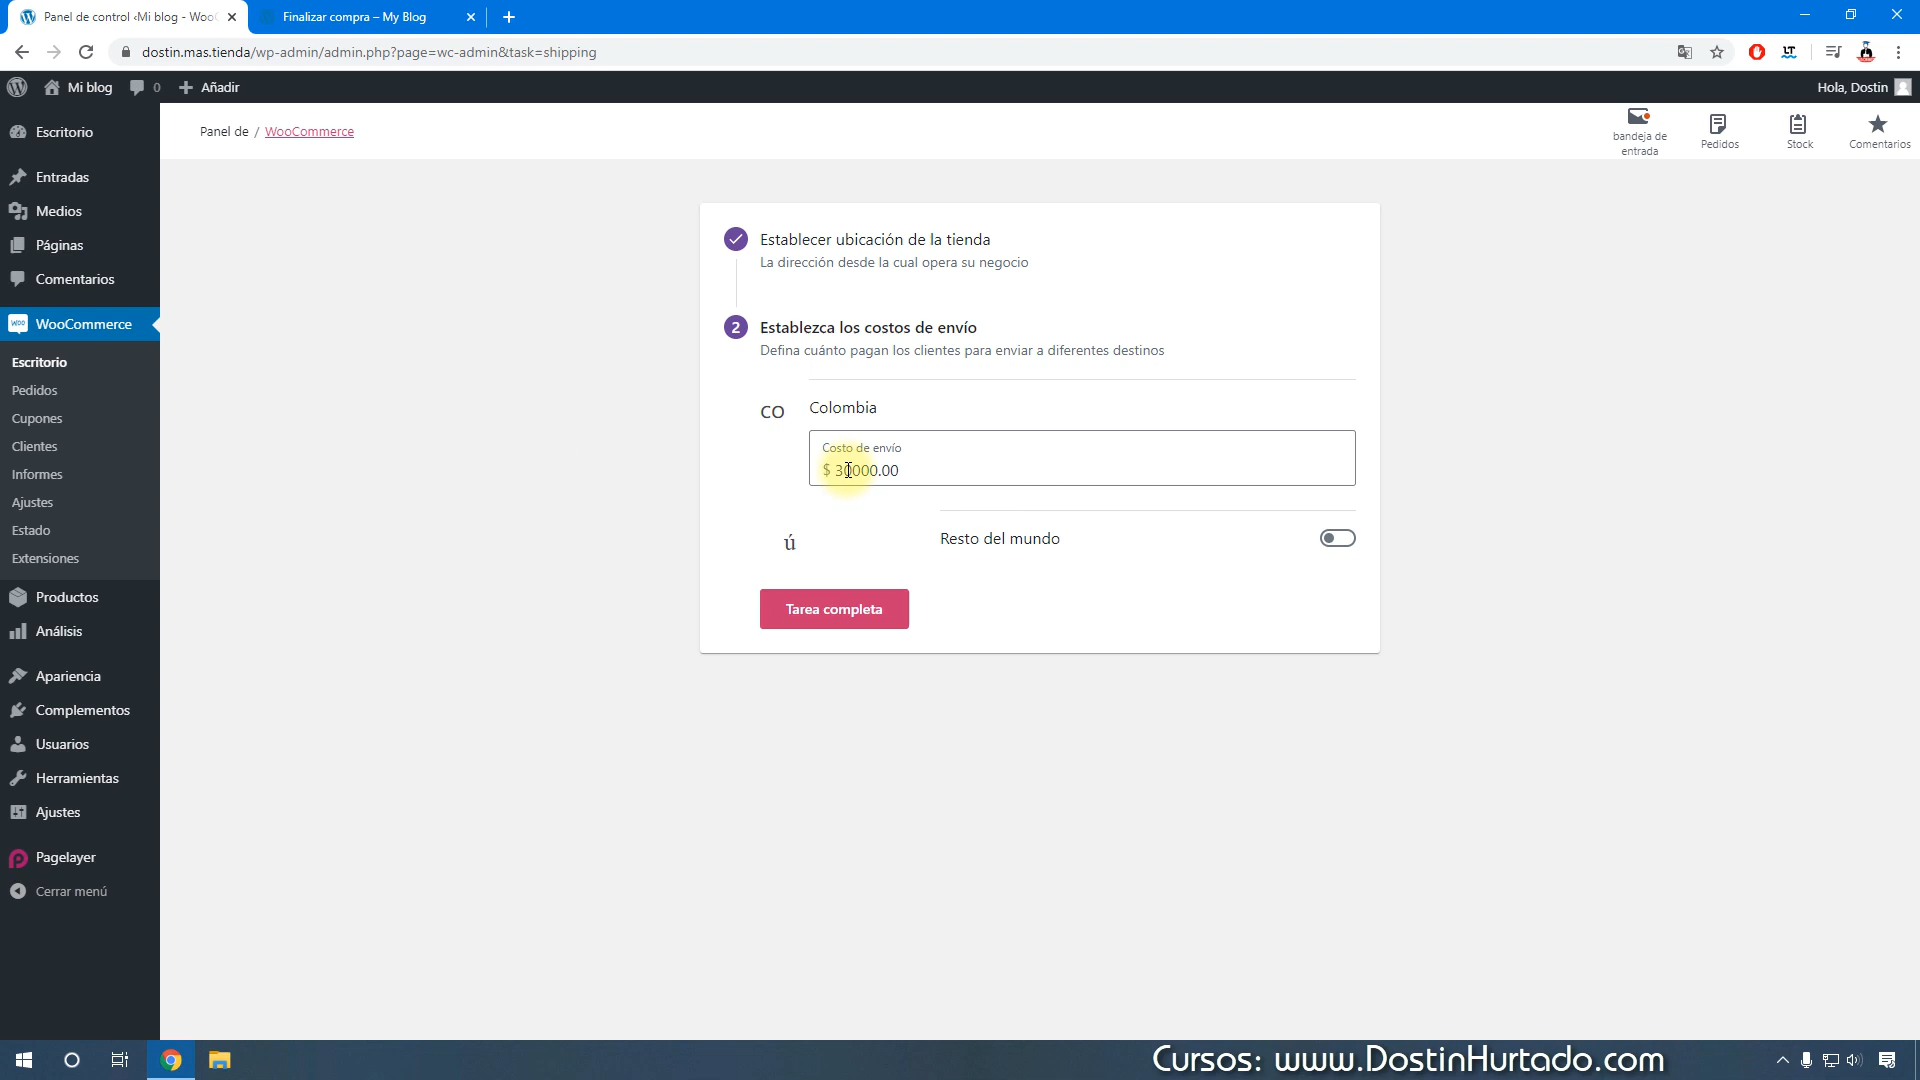 Panel de control ‹Mi blog - Woo
Finalizar compra – My Blog
dostin.mas.tienda/wp-admin/admin.php?page=wc-admin&task=shipping
Mi blog
0
Añadir
Hola, Dostin
Escritorio
Entradas
Medios
Páginas
Comentarios
WooCommerce
Escritorio
Pedidos
Cupones
Clientes
Informes
Ajustes
Estado
Extensiones
Productos
Análisis
Apariencia
Complementos
Usuarios
Herramientas
Ajustes
Pagelayer
Cerrar menú
Panel de / WooCommerce
bandeja de
entrada
Pedidos
Stock
Comentarios
Establecer ubicación de la tienda
La dirección desde la cual opera su negocio
2
Establezca los costos de envío
Defina cuánto pagan los clientes para enviar a diferentes destinos
CO
Colombia
Costo de envío
$ 30000.00
ú
Resto del mundo
Tarea completa
Cursos: www.DostinHurtado.com